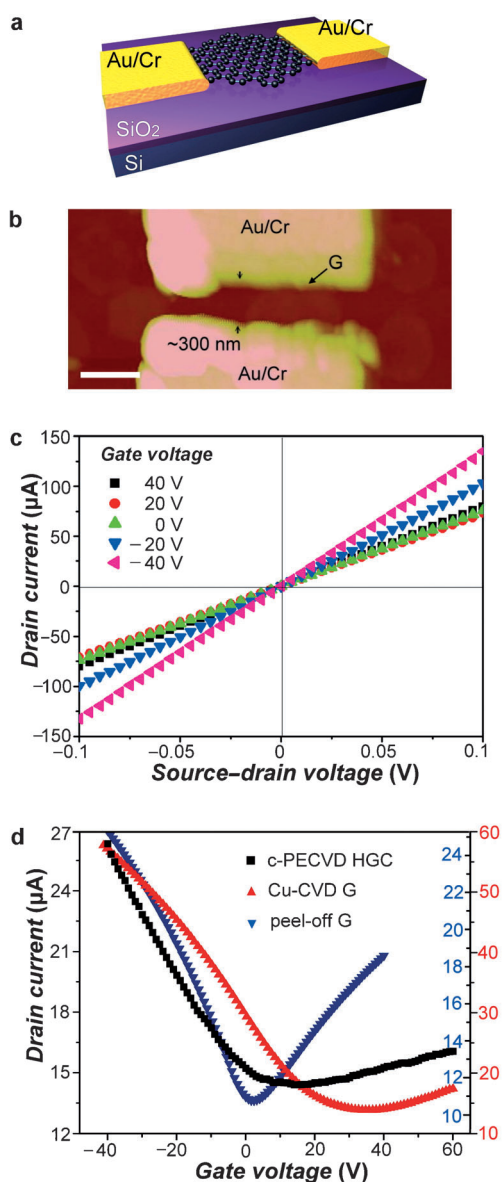 a
Au/Cr
Au/Cr
SiO2
Si
b
Au/Cr
G
~300 nm
Au/Cr
c
150
100
50
0
−50
−100
−150
Drain current (μA)
Gate voltage
40 V
20 V
0 V
−20 V
−40 V
−0.1 −0.05 0 0.05 0.1
Source–drain voltage (V)
d
27
24
21
18
15
12
Drain current (μA)
c-PECVD HGC
Cu-CVD G
peel-off G
24
22
20
18
16
14
12
10
60
50
40
30
20
10
−40 −20 0 20 40 60
Gate voltage (V)